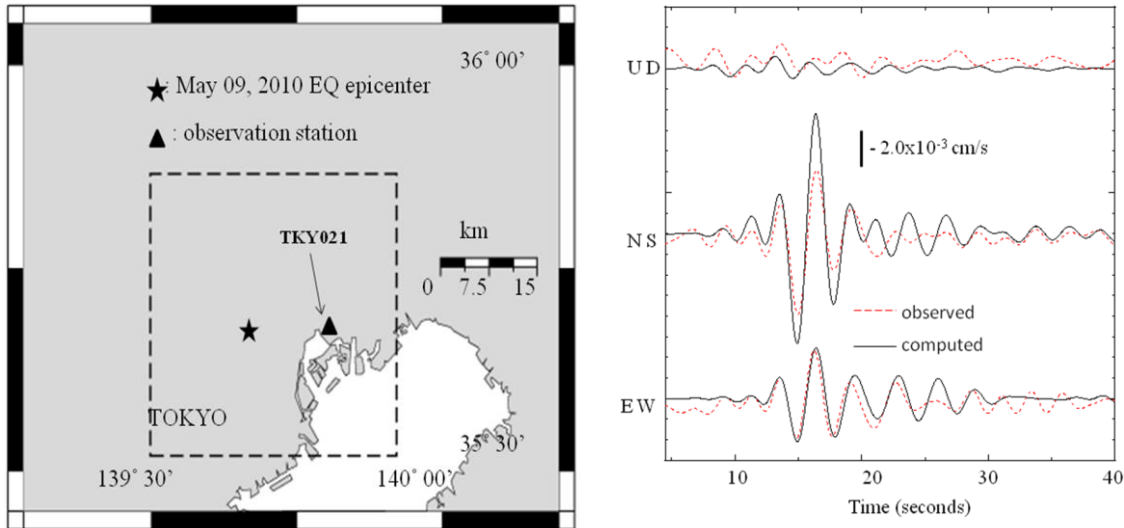 36° 00’
★: May 09, 2010 EQ epicenter
▲ : observation station
TKY021
km
0 7.5 15
TOKYO
35° 30’
139° 30’
140° 00’
UD
- 2.0x10⁻³ cm/s
NS
observed
computed
EW
10 20 30 40
Time (seconds)